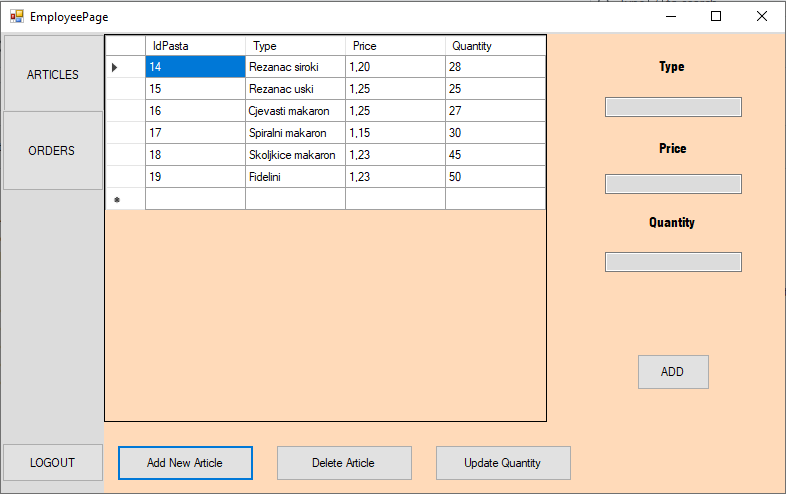 EmployeePage
ARTICLES
ORDERS
LOGOUT
IdPasta Type Price Quantity
14 Rezanac siroki 1,20 28
15 Rezanac uski 1,25 25
16 Cjevasti makaron 1,25 27
17 Spiralni makaron 1,15 30
18 Skoljkice makaron 1,23 45
19 Fidelini 1,23 50
*
Type
Price
Quantity
ADD
Add New Article Delete Article Update Quantity